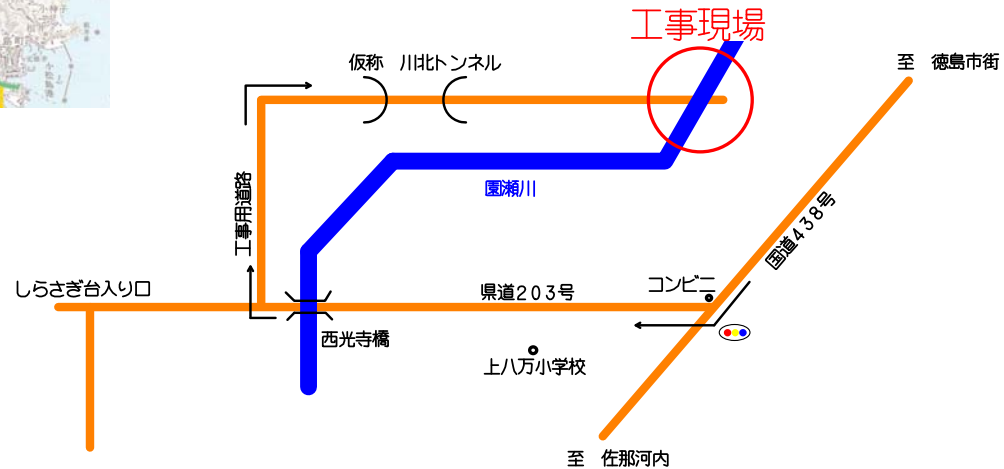 工事現場
至　徳島市街
仮称　川北トンネル
工事用道路
園瀬川
国道438号
しらさぎ台入り口
県道203号
コンビニ
西光寺橋
上八万小学校
至　佐那河内